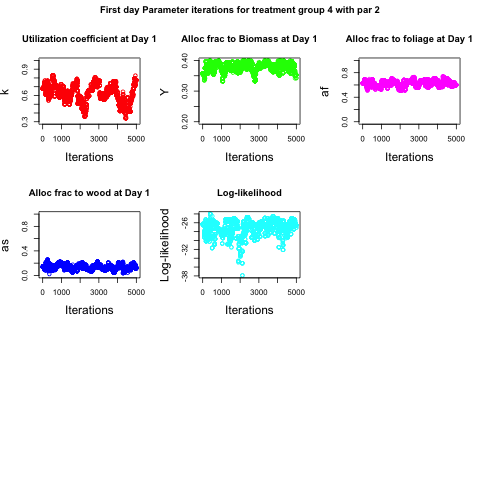 First day Parameter iterations for treatment group 4 with par 2
Utilization coefficient at Day 1
k
0.3 0.6 0.9
0 1000 3000 5000
Iterations
Alloc frac to Biomass at Day 1
Y
0.20 0.30 0.40
0 1000 3000 5000
Iterations
Alloc frac to foliage at Day 1
af
0.0 0.4 0.8
0 1000 3000 5000
Iterations
Alloc frac to wood at Day 1
as
0.0 0.4 0.8
0 1000 3000 5000
Iterations
Log-likelihood
Log-likelihood
-38 -32 -26
0 1000 3000 5000
Iterations